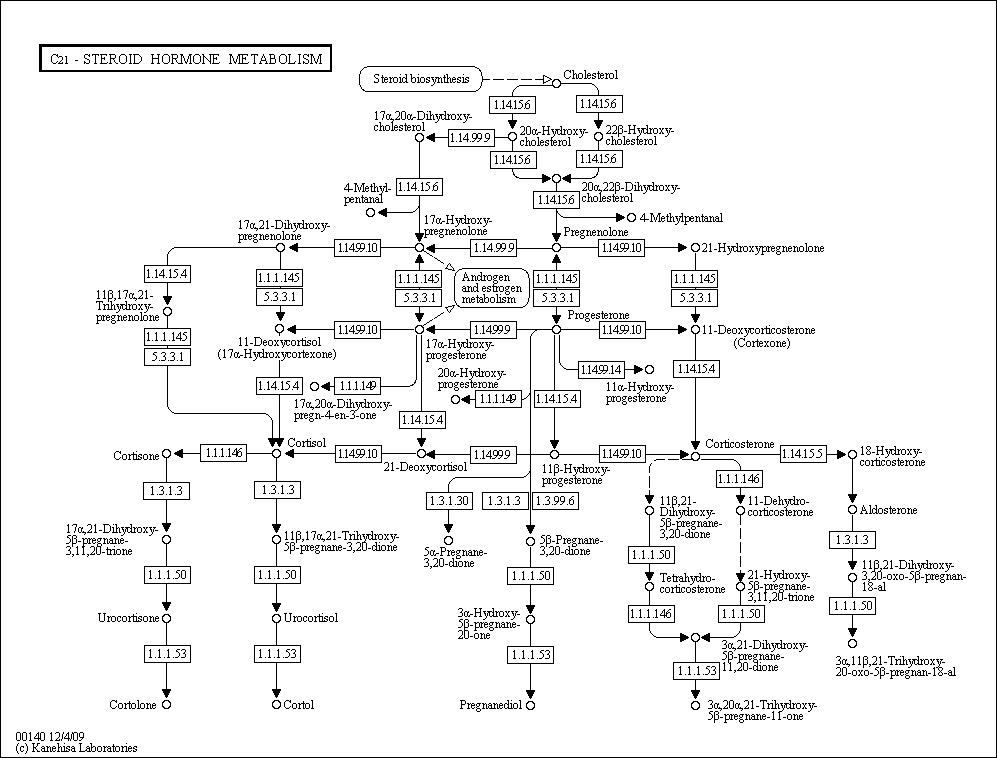 C21 - STEROID HORMONE METABOLISM
Steroid biosynthesis
Cholesterol
1.14.15.6
1.14.15.6
17α,20α-Dihydroxy-
cholesterol
1.14.99.9
20α-Hydroxy-
cholesterol
22β-Hydroxy-
cholesterol
1.14.15.6
1.14.15.6
4-Methyl-
pentanal
1.14.15.6
1.14.15.6
20α,22β-Dihydroxy-
cholesterol
17α,21-Dihydroxy-
pregnenolone
17α-Hydroxy-
pregnenolone
Pregnenolone
4-Methylpentanal
1.14.99.10
1.14.99.9
1.14.99.10
21-Hydroxypregnenolone
1.14.15.4
1.1.1.145
5.3.3.1
1.1.1.145
5.3.3.1
Androgen
and estrogen
metabolism
1.1.1.145
5.3.3.1
1.1.1.145
5.3.3.1
11β,17α,21-
Trihydroxy-
pregnenolone
1.1.1.145
5.3.3.1
11-Deoxycortisol
(17α-Hydroxycortexone)
1.14.99.10
17α-Hydroxy-
progesterone
1.14.99.9
Progesterone
1.14.99.10
11-Deoxycorticosterone
(Cortexone)
1.14.15.4
1.1.1.149
17α,20α-Dihydroxy-
pregn-4-en-3-one
20α-Hydroxy-
progesterone
1.1.1.149
1.14.15.4
1.14.99.14
11α-Hydroxy-
progesterone
1.14.15.4
1.14.15.4
Cortisone
1.1.1.146
Cortisol
1.14.99.10
21-Deoxycortisol
1.14.99.9
11β-Hydroxy-
progesterone
1.14.99.10
Corticosterone
1.14.15.5
18-Hydroxy-
corticosterone
1.3.1.3
1.3.1.3
1.3.1.30
1.3.1.3
1.3.99.6
1.1.1.146
17α,21-Dihydroxy-
5β-pregnane-
3,11,20-trione
11β,17α,21-Trihydroxy-
5β-pregnane-3,20-dione
5α-Pregnane-
3,20-dione
5β-Pregnane-
3,20-dione
11β,21-
Dihydroxy-
5β-pregnane-
3,20-dione
11-Dehydro-
corticosterone
Aldosterone
1.3.1.3
1.1.1.50
1.1.1.50
1.1.1.50
1.1.1.50
Tetrahydro-
corticosterone
21-Hydroxy-
5β-pregnane-
3,11,20-trione
11β,21-Dihydroxy-
3,20-oxo-5β-pregnan-
18-al
1.1.1.50
Urocortisone
Urocortisol
3α-Hydroxy-
5β-pregnane-
20-one
1.1.1.146
1.1.1.50
1.1.1.53
1.1.1.53
1.1.1.53
3α,21-Dihydroxy-
5β-pregnane-
11,20-dione
1.1.1.53
3α,11β,21-Trihydroxy-
20-oxo-5β-pregnan-18-al
Cortolone
Cortol
Pregnanediol
3α,20α,21-Trihydroxy-
5β-pregnane-11-one
00140 12/4/09
(c) Kanehisa Laboratories